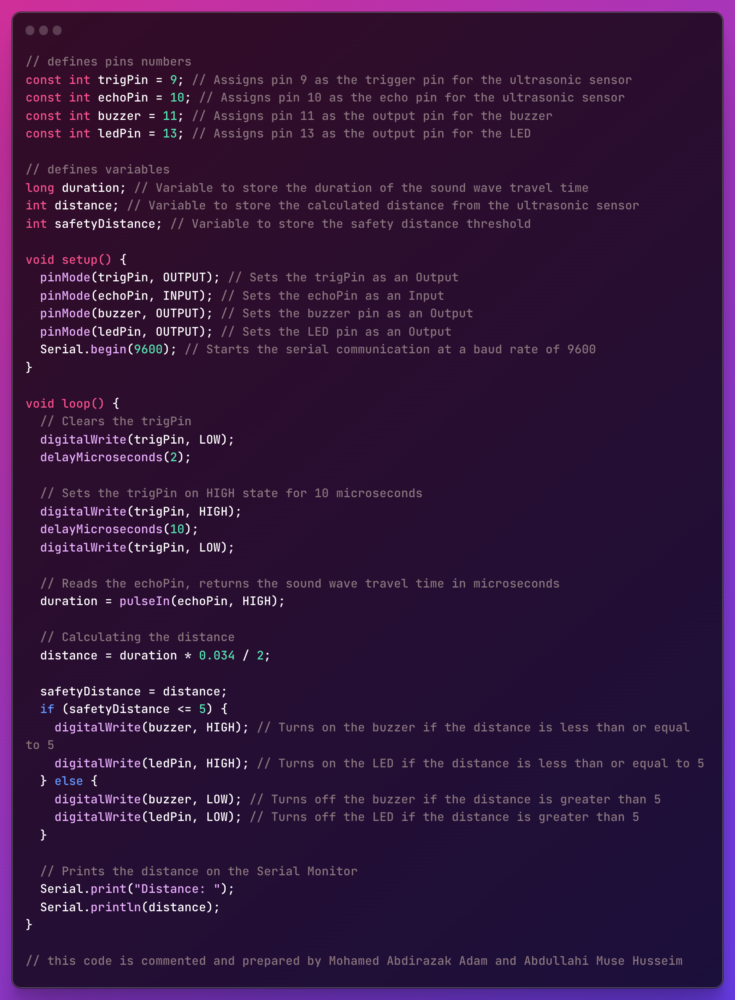 // defines pins numbers
const int trigPin = 9; // Assigns pin 9 as the trigger pin for the ultrasonic sensor
const int echoPin = 10; // Assigns pin 10 as the echo pin for the ultrasonic sensor
const int buzzer = 11; // Assigns pin 11 as the output pin for the buzzer
const int ledPin = 13; // Assigns pin 13 as the output pin for the LED

// defines variables
long duration; // Variable to store the duration of the sound wave travel time
int distance; // Variable to store the calculated distance from the ultrasonic sensor
int safetyDistance; // Variable to store the safety distance threshold

void setup() {
  pinMode(trigPin, OUTPUT); // Sets the trigPin as an Output
  pinMode(echoPin, INPUT); // Sets the echoPin as an Input
  pinMode(buzzer, OUTPUT); // Sets the buzzer pin as an Output
  pinMode(ledPin, OUTPUT); // Sets the LED pin as an Output
  Serial.begin(9600); // Starts the serial communication at a baud rate of 9600
}

void loop() {
  // Clears the trigPin
  digitalWrite(trigPin, LOW);
  delayMicroseconds(2);

  // Sets the trigPin on HIGH state for 10 microseconds
  digitalWrite(trigPin, HIGH);
  delayMicroseconds(10);
  digitalWrite(trigPin, LOW);

  // Reads the echoPin, returns the sound wave travel time in microseconds
  duration = pulseIn(echoPin, HIGH);

  // Calculating the distance
  distance = duration * 0.034 / 2;

  safetyDistance = distance;
  if (safetyDistance <= 5) {
    digitalWrite(buzzer, HIGH); // Turns on the buzzer if the distance is less than or equal
to 5
    digitalWrite(ledPin, HIGH); // Turns on the LED if the distance is less than or equal to 5
  } else {
    digitalWrite(buzzer, LOW); // Turns off the buzzer if the distance is greater than 5
    digitalWrite(ledPin, LOW); // Turns off the LED if the distance is greater than 5
  }

  // Prints the distance on the Serial Monitor
  Serial.print("Distance: ");
  Serial.println(distance);
}

// this code is commented and prepared by Mohamed Abdirazak Adam and Abdullahi Muse Husseim